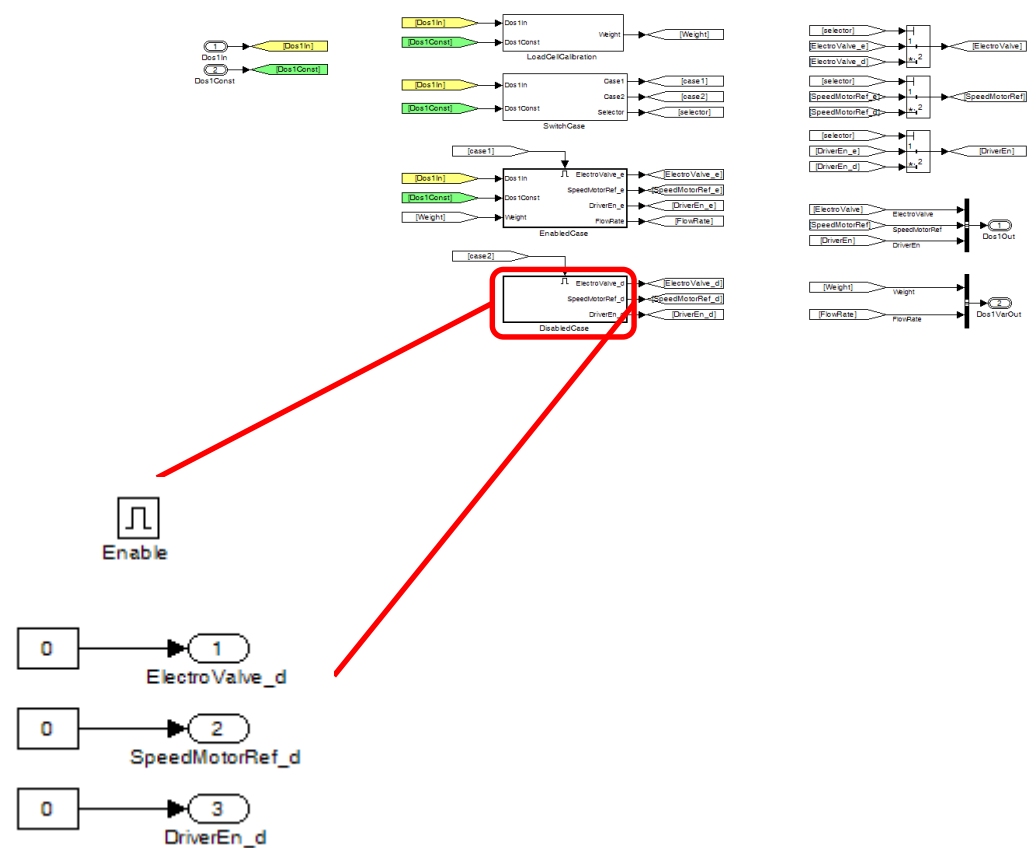 1
[Dos1In]
Dos1In
2
[Dos1Const]
Dos1Const
[Dos1In]
Dos1In
[Dos1Const]
Dos1Const
Weight
[Weight]
LoadCellCalibration
[Dos1In]
Dos1In
[Dos1Const]
Dos1Const
Case1
[case1]
Case2
[case2]
Selector
[selector]
SwitchCase
[case1]
[Dos1In]
Dos1In
[Dos1Const]
Dos1Const
[Weight]
Weight
ElectroValve_e
[ElectroValve_e]
SpeedMotorRef_e
[SpeedMotorRef_e]
DriverEn_e
[DriverEn_e]
FlowRate
[FlowRate]
EnabledCase
[case2]
ElectroValve_d
[ElectroValve_d]
SpeedMotorRef_d
[SpeedMotorRef_d]
DriverEn_d
[DriverEn_d]
DisabledCase
[selector]
[ElectroValve_e]
1
[ElectroValve]
[ElectroValve_d]
*, 2
[selector]
[SpeedMotorRef_e]
1
[SpeedMotorRef]
[SpeedMotorRef_d]
*, 2
[selector]
[DriverEn_e]
1
[DriverEn]
[DriverEn_d]
*, 2
[ElectroValve]
ElectroValve
[SpeedMotorRef]
SpeedMotorRef
[DriverEn]
DriverEn
1
Dos1Out
[Weight]
Weight
[FlowRate]
FlowRate
2
Dos1VarOut
Enable
0
1
ElectroValve_d
0
2
SpeedMotorRef_d
0
3
DriverEn_d